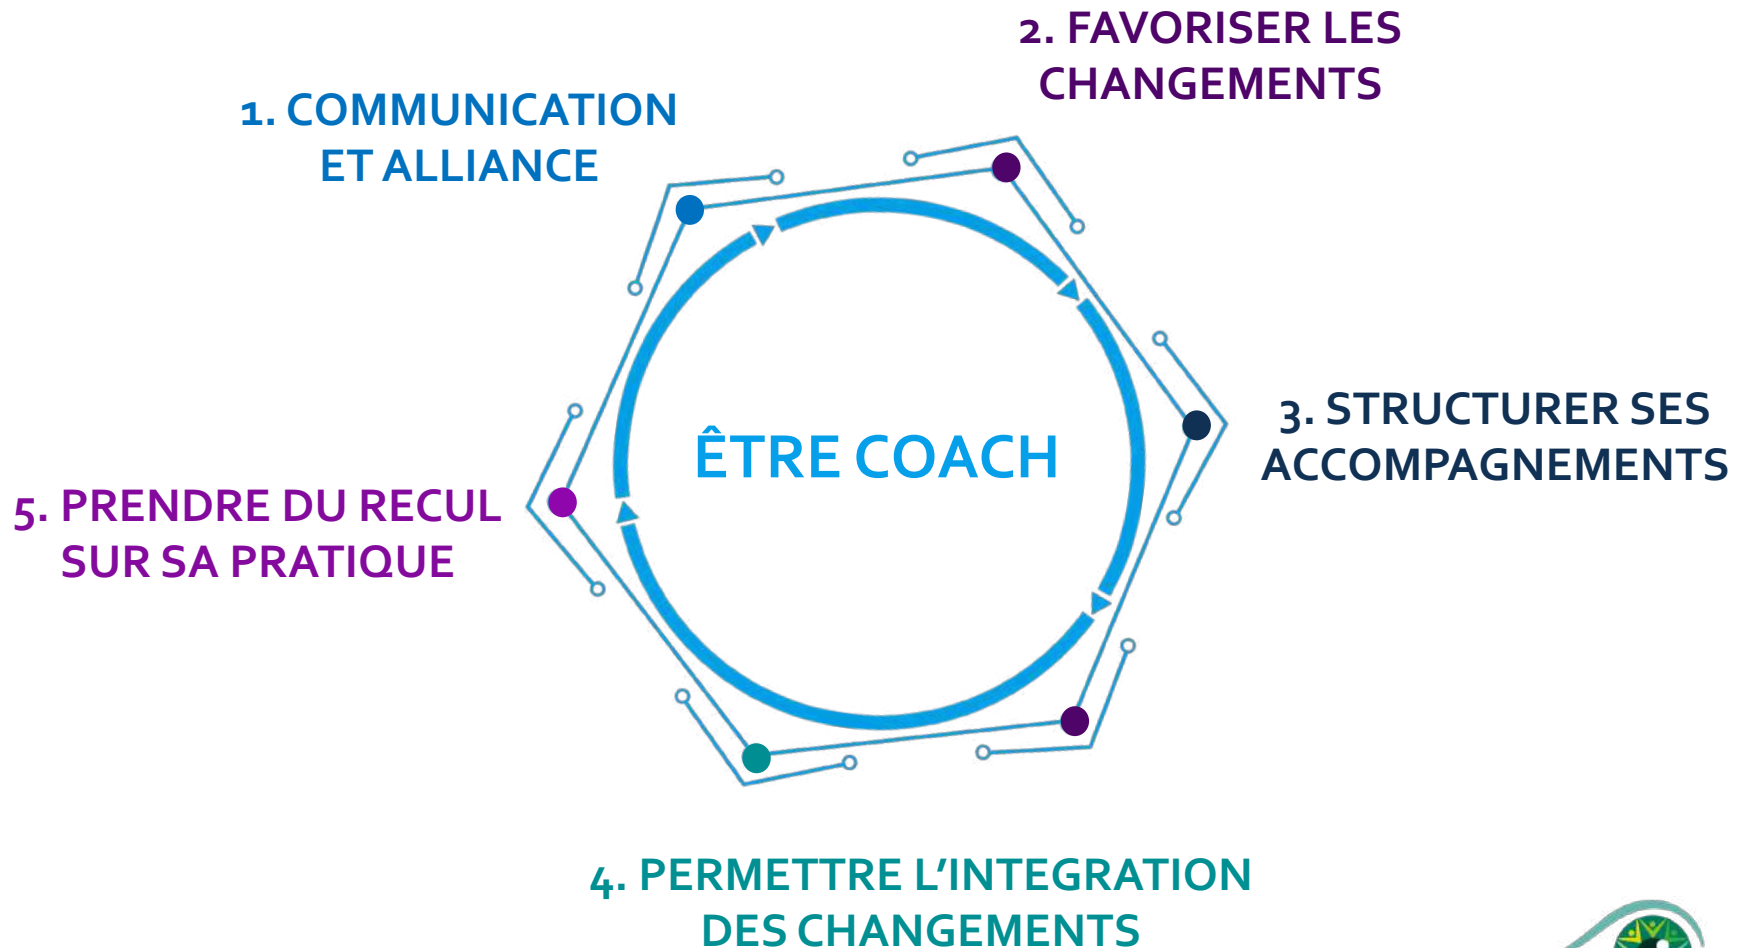 1. COMMUNICATION
ET ALLIANCE
2. FAVORISER LES
CHANGEMENTS
3. STRUCTURER SES
ACCOMPAGNEMENTS
ÊTRE COACH
5. PRENDRE DU RECUL
SUR SA PRATIQUE
4. PERMETTRE L’INTEGRATION
DES CHANGEMENTS